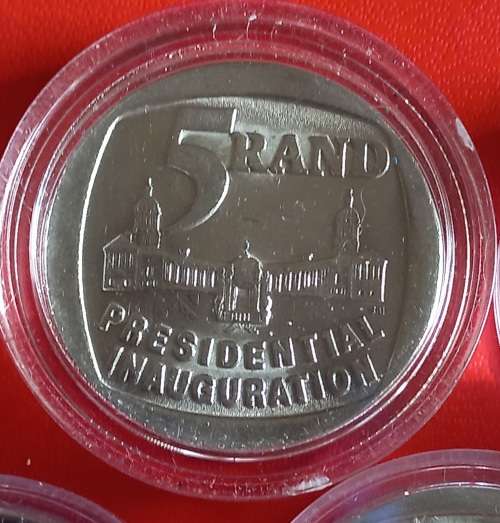 5 RAND
PRESIDENTIAL
INAUGURATION